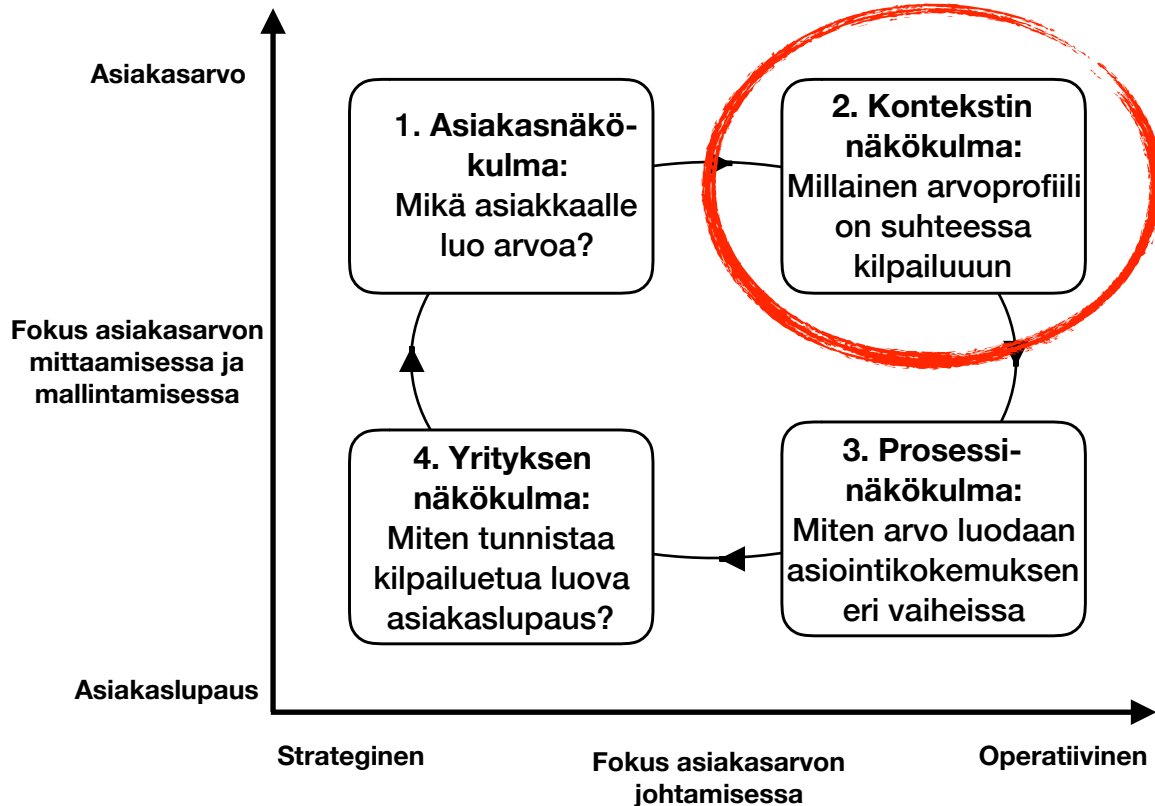 Asiakasarvo
1. Asiakasnäkö-
kulma:
Mikä asiakkaalle
luo arvoa?
2. Kontekstin
näkökulma:
Millainen arvoprofiili
on suhteessa
kilpailuuun
Fokus asiakasarvon
mittaamisessa ja
mallintamisessa
4. Yrityksen
näkökulma:
Miten tunnistaa
kilpailuetua luova
asiakaslupaus?
3. Prosessi-
näkökulma:
Miten arvo luodaan
asiointikokemuksen
eri vaiheissa
Asiakaslupaus
Strateginen
Fokus asiakasarvon
johtamisessa
Operatiivinen